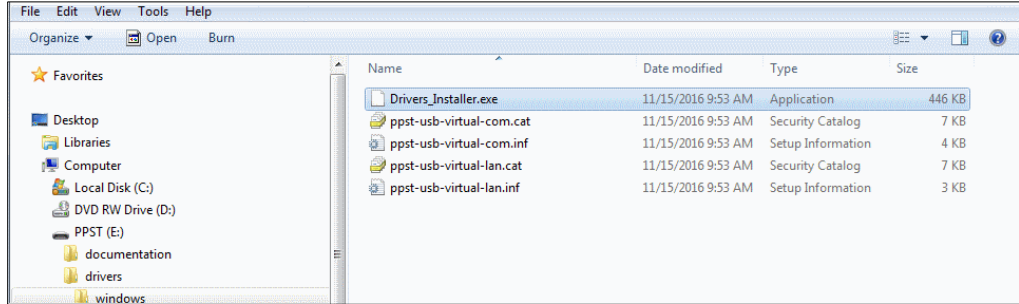 File Edit View Tools Help
Organize Open Burn
Favorites
Desktop
Libraries
Computer
Local Disk (C:)
DVD RW Drive (D:)
PPST (E:)
documentation
drivers
windows
Name Date modified Type Size
Drivers_Installer.exe 11/15/2016 9:53 AM Application 446 KB
ppst-usb-virtual-com.cat 11/15/2016 9:53 AM Security Catalog 7 KB
ppst-usb-virtual-com.inf 11/15/2016 9:53 AM Setup Information 4 KB
ppst-usb-virtual-lan.cat 11/15/2016 9:53 AM Security Catalog 7 KB
ppst-usb-virtual-lan.inf 11/15/2016 9:53 AM Setup Information 3 KB